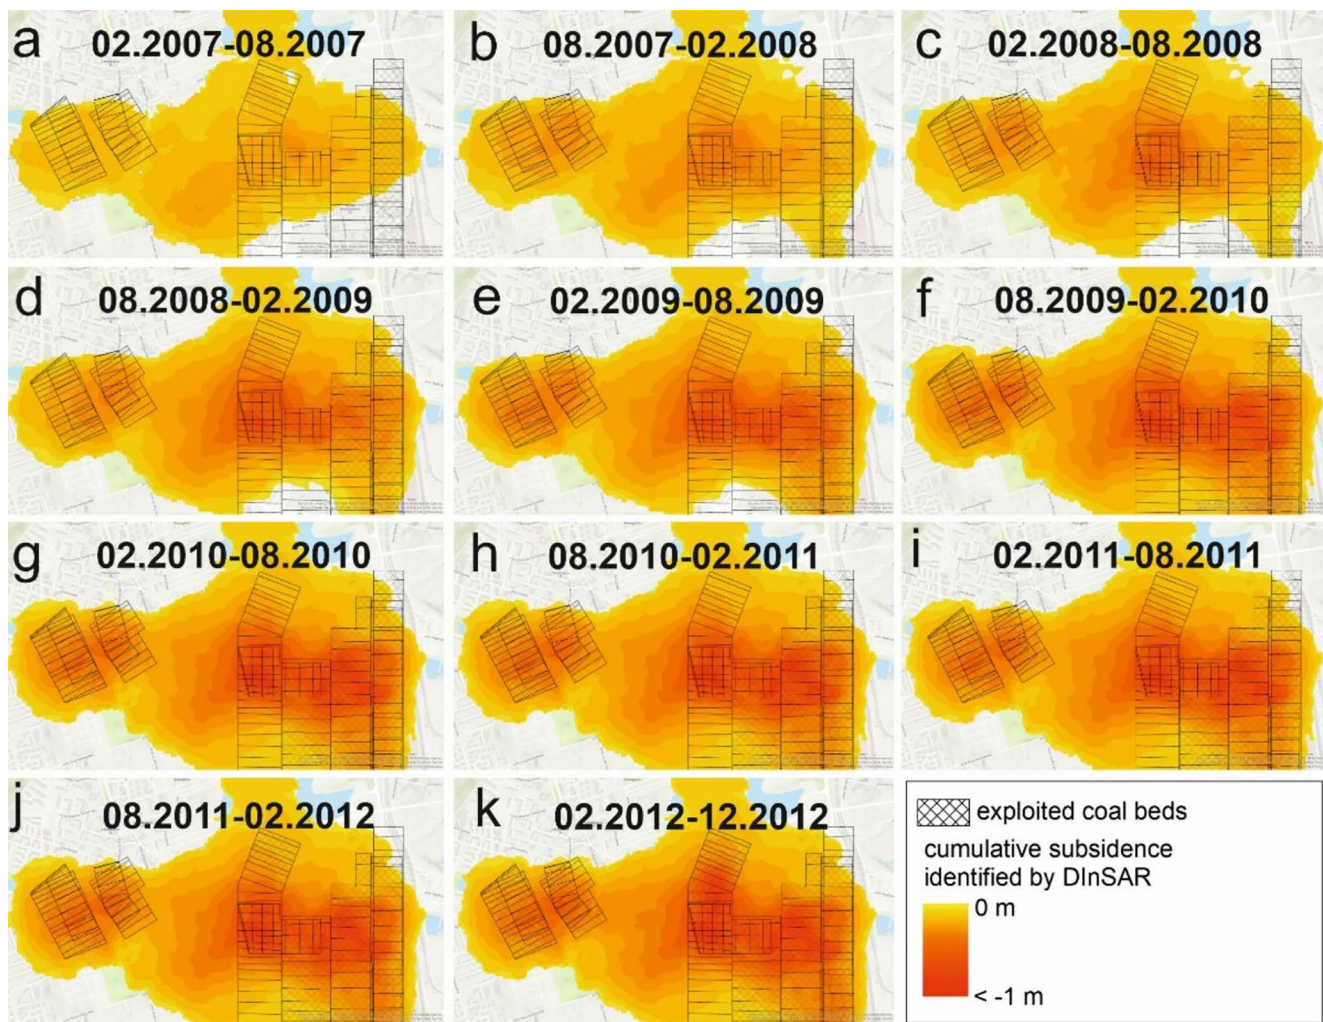 a 02.2007-08.2007
b 08.2007-02.2008
c 02.2008-08.2008
d 08.2008-02.2009
e 02.2009-08.2009
f 08.2009-02.2010
g 02.2010-08.2010
h 08.2010-02.2011
i 02.2011-08.2011
j 08.2011-02.2012
k 02.2012-12.2012
exploited coal beds
cumulative subsidence
identified by DInSAR
0 m
< -1 m